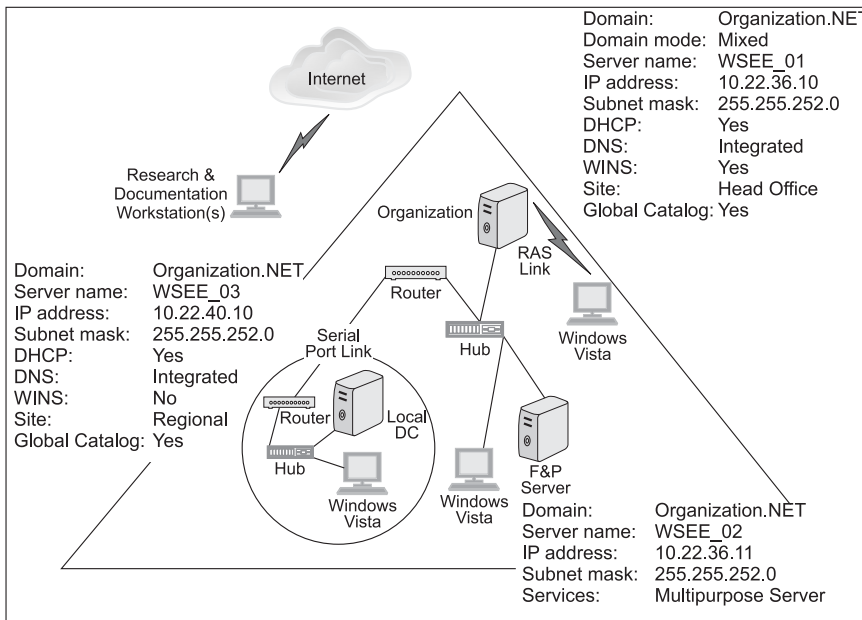 Domain: Organization.NET
Domain mode: Mixed
Server name: WSEE_01
IP address: 10.22.36.10
Subnet mask: 255.255.252.0
DHCP: Yes
DNS: Integrated
WINS: Yes
Site: Head Office
Global Catalog: Yes
Internet
Research &
Documentation
Workstation(s)
Organization
RAS
Link
Windows
Vista
Router
Hub
Domain: Organization.NET
Server name: WSEE_03
IP address: 10.22.40.10
Subnet mask: 255.255.252.0
DHCP: Yes
DNS: Integrated
WINS: No
Site: Regional
Global Catalog: Yes
Serial
Port Link
Router
Local
DC
Hub
Windows
Vista
Windows
Vista
F&P
Server
Domain: Organization.NET
Server name: WSEE_02
IP address: 10.22.36.11
Subnet mask: 255.255.252.0
Services: Multipurpose Server